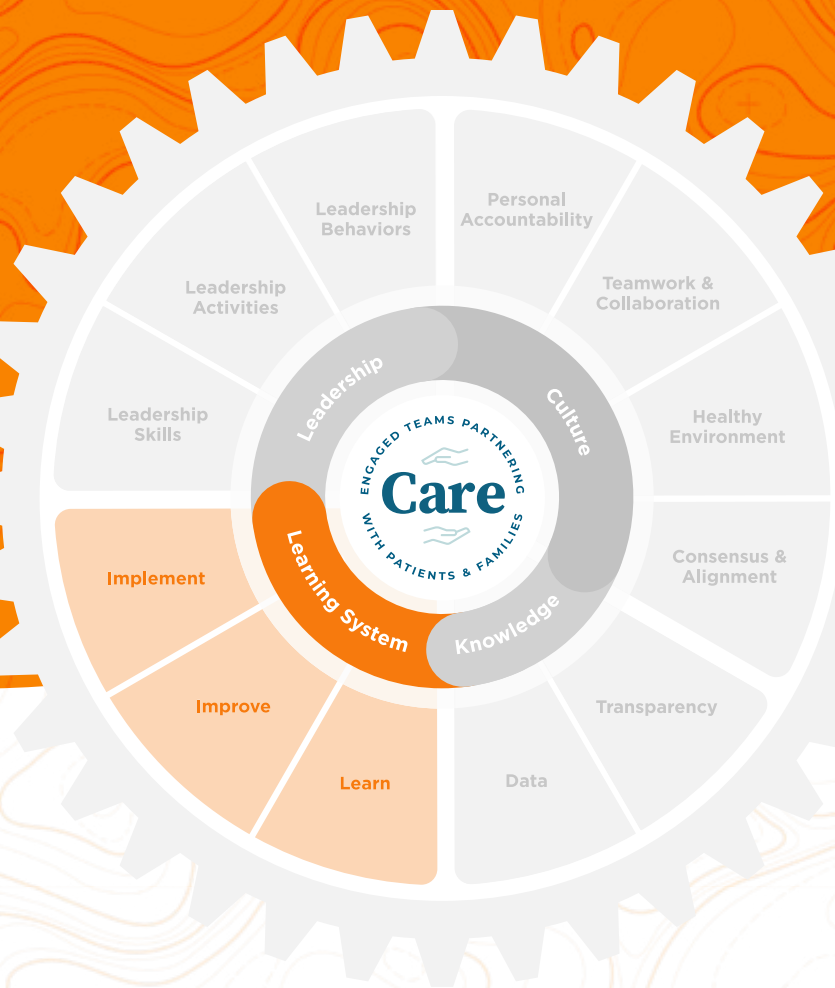 Leadership
Behaviors
Personal
Accountability
Leadership
Activities
Teamwork &
Collaboration
Leadership
Skills
Healthy
Environment
Leadership
Culture
ENGAGED TEAMS PARTNERING
Care
WITH PATIENTS & FAMILIES
Learning System
Knowledge
Implement
Consensus &
Alignment
Improve
Transparency
Learn
Data